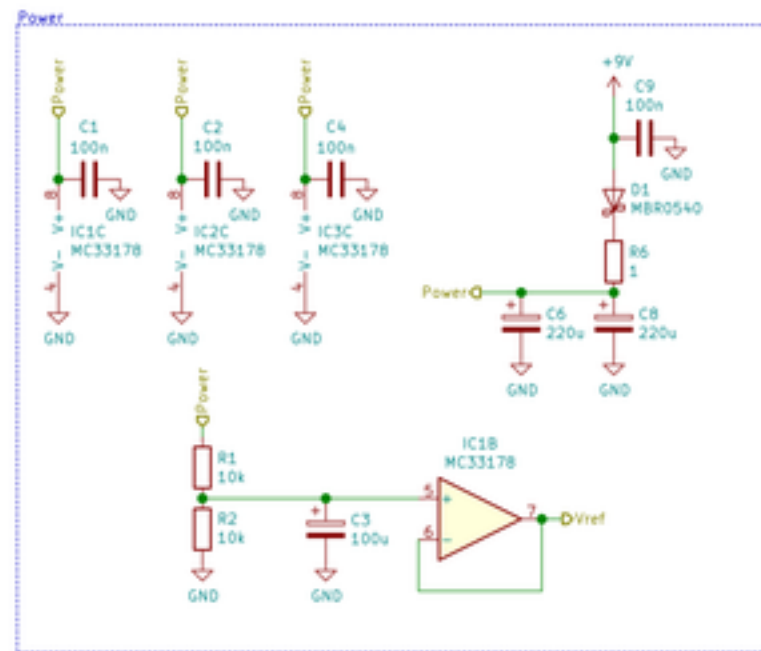 Power
Power
Power
Power
+9V
C1
100n
C2
100n
C4
100n
C9
100n
8
8
8
GND
GND
GND
GND
V+
V+
V+
IC1C
MC33178
IC2C
MC33178
IC3C
MC33178
V-
V-
V-
4
4
4
GND
GND
GND
D1
MBR0540
R6
1
Power
C6
220u
C8
220u
GND
GND
Power
R1
10k
R2
10k
GND
C3
100u
GND
IC1B
MC33178
5
6
7
Vref